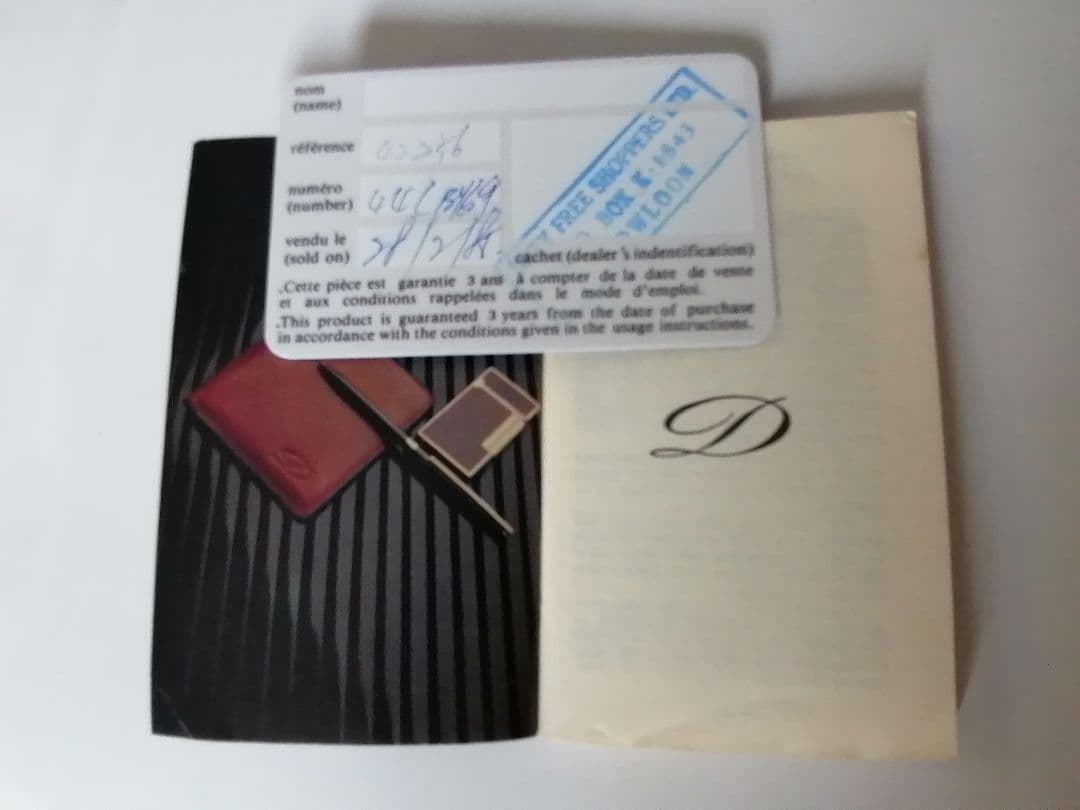 nom
(name)
référence
numéro
(number)
vendu le
(sold on)
FREE SHOPPERS LTD.
BOX K-1943
WLOON
cachet (dealer's indentification)
.Cette pièce est garantie 3 ans à compter de la date de vente
et aux conditions rappelées dans le mode d'emploi.
.This product is guaranteed 3 years from the date of purchase
in accordance with the conditions given in the usage instructions.
D